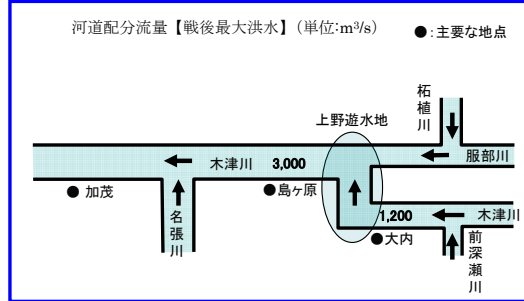 河道配分流量【戦後最大洪水】(単位:m³/s)
●:主要な地点
柘植川
上野遊水地
服部川
木津川
3,000
●加茂
名張川
●島ヶ原
1,200
木津川
●大内
前深瀬川